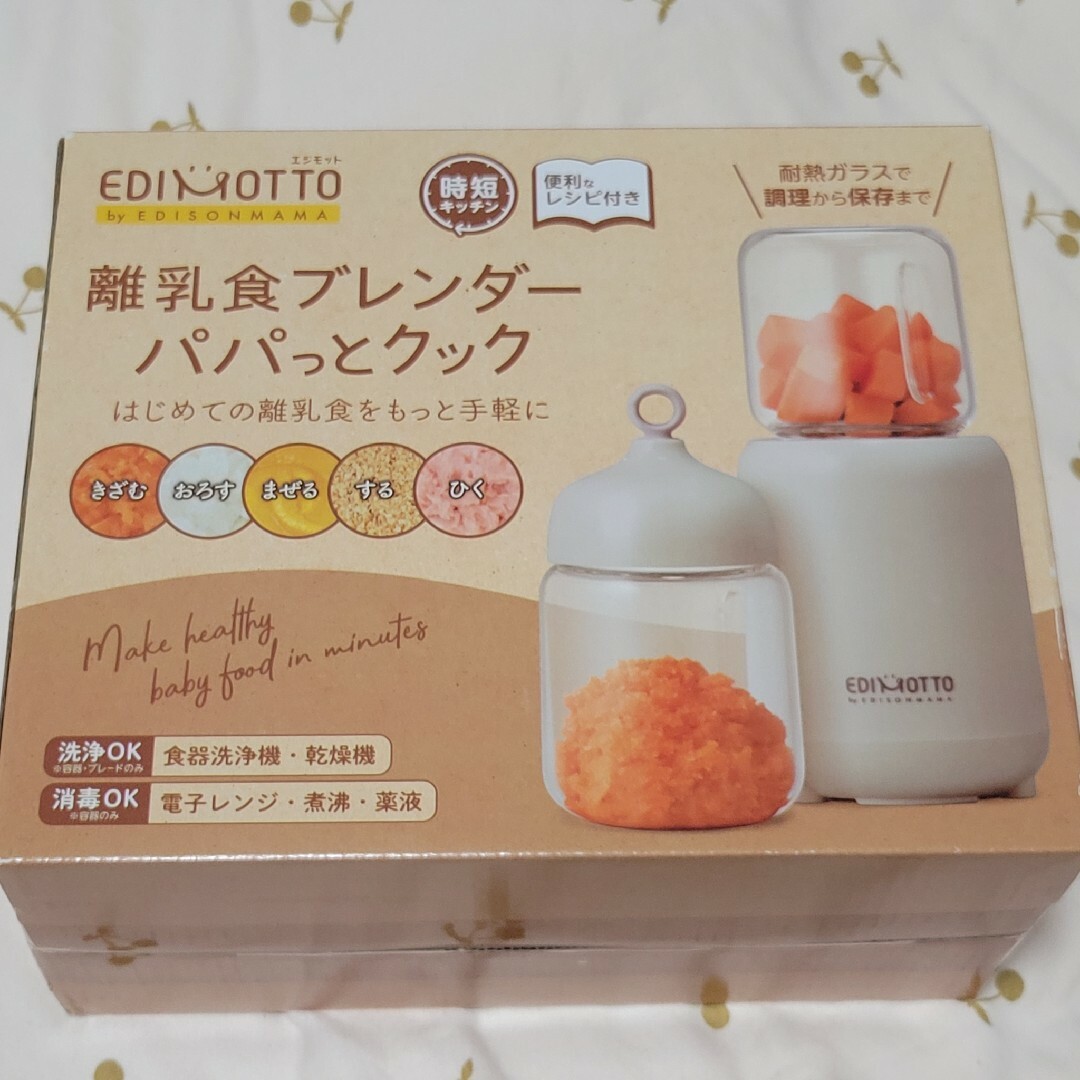 エジモット
EDIMOTTO
by EDISONMAMA
時短
キッチン
便利な
レシピ付き
耐熱ガラスで
調理から保存まで
離乳食ブレンダー
パパっとクック
はじめての離乳食をもっと手軽に
きざむ おろす まぜる する ひく
Make healthy
baby food in minutes
EDIMOTTO
by EDISONMAMA
洗浄OK 食器洗浄機・乾燥機
※容器・ブレードのみ
消毒OK 電子レンジ・煮沸・薬液
※容器のみ